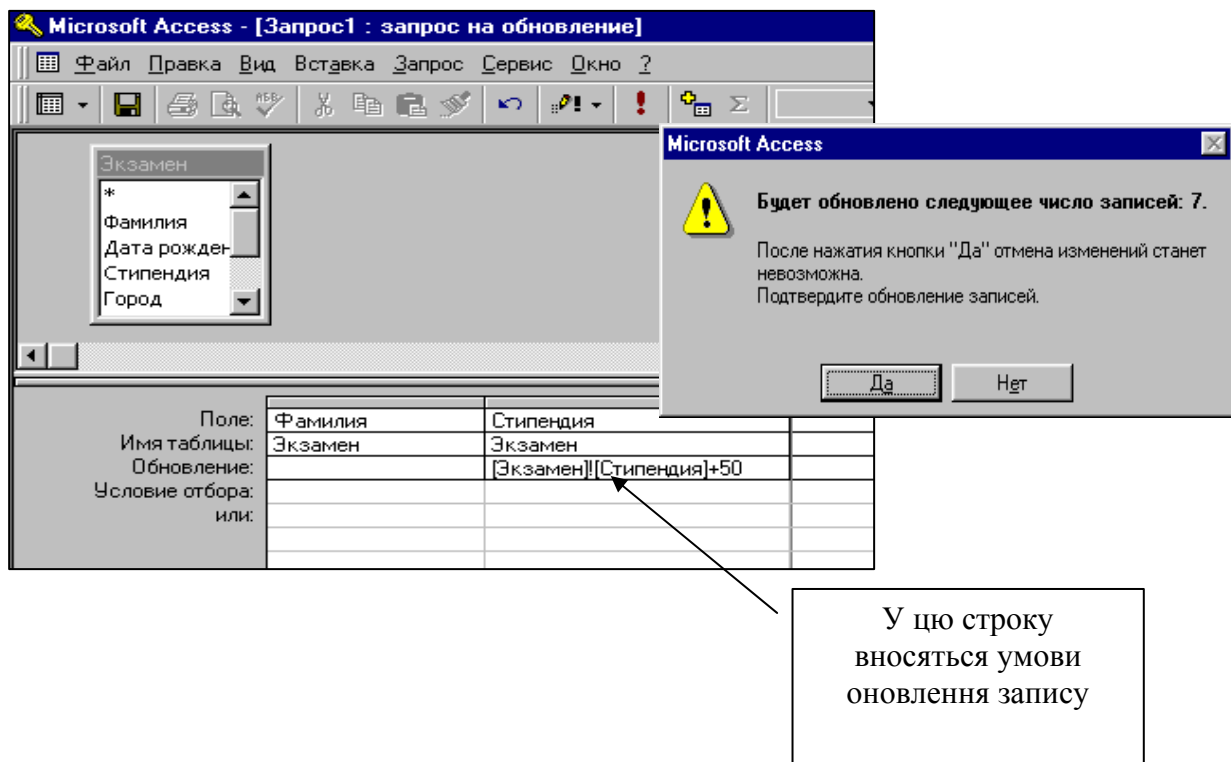 Microsoft Access - [Запрос1 : запрос на обновление]
Файл Правка Вид Вставка Запрос Сервис Окно ?
Microsoft Access
Будет обновлено следующее число записей: 7.
После нажатия кнопки "Да" отмена изменений станет
невозможна.
Подтвердите обновление записей.
Да Нет
Экзамен
*
Фамилия
Дата рожден
Стипендия
Город
Поле: Фамилия Стипендия
Имя таблицы: Экзамен Экзамен
Обновление: [Экзамен]![Стипендия]+50
Условие отбора:
или:
У цю строку
вносяться умови
оновлення запису